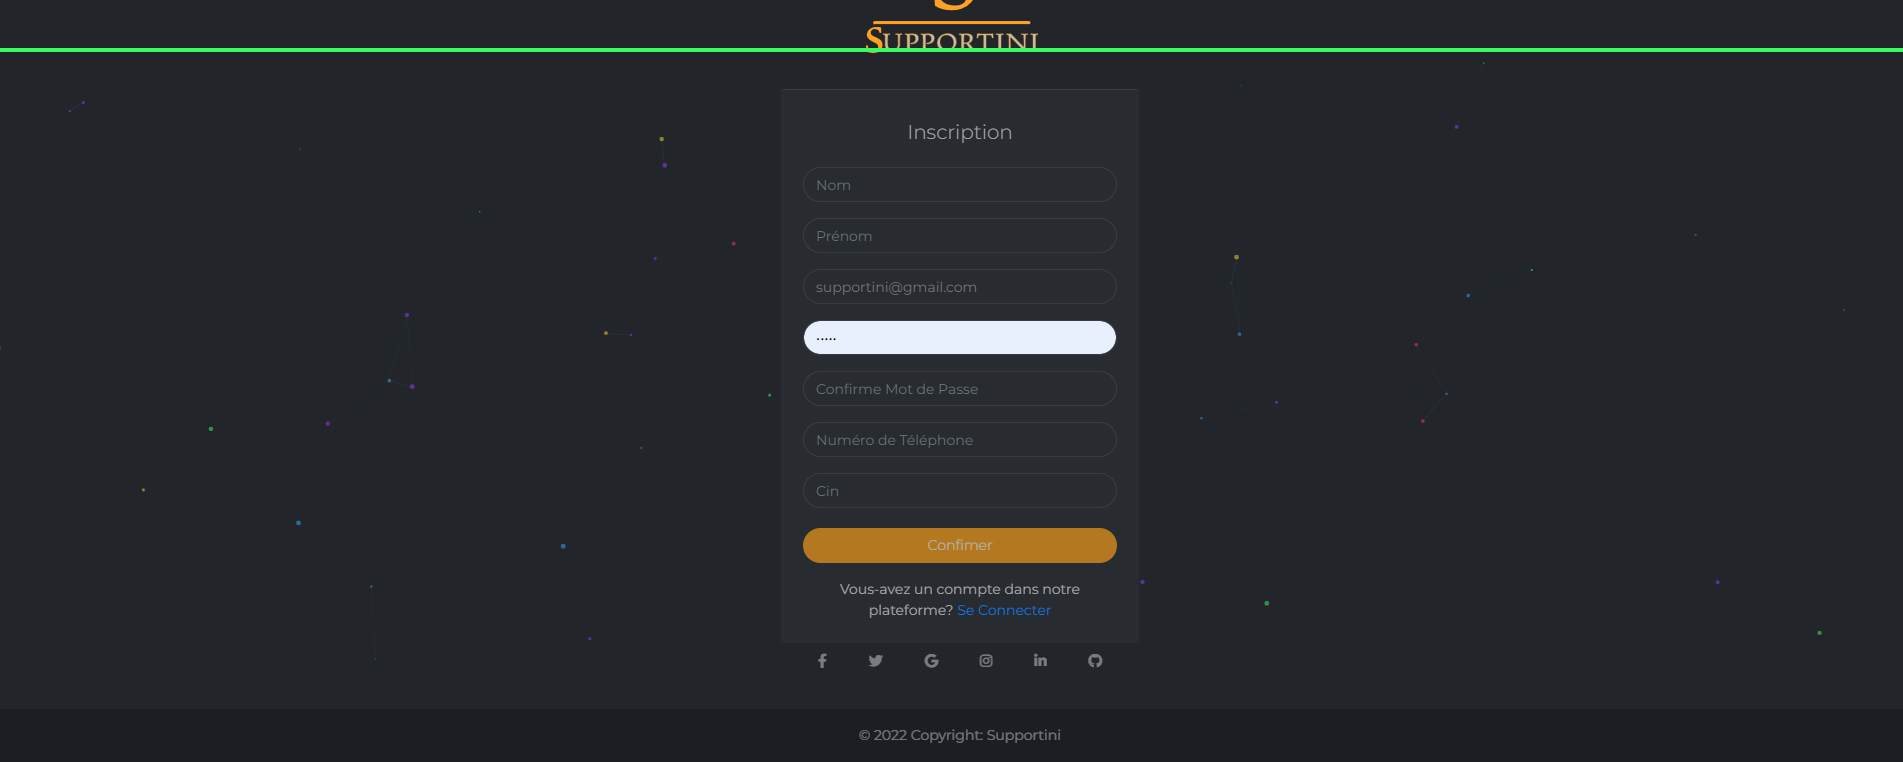 SUPPORTINI
Inscription
Nom
Prénom
supportini@gmail.com
•••••
Confirme Mot de Passe
Numéro de Téléphone
Cin
Confimer
Vous-avez un conmpte dans notre
plateforme? Se Connecter
© 2022 Copyright: Supportini